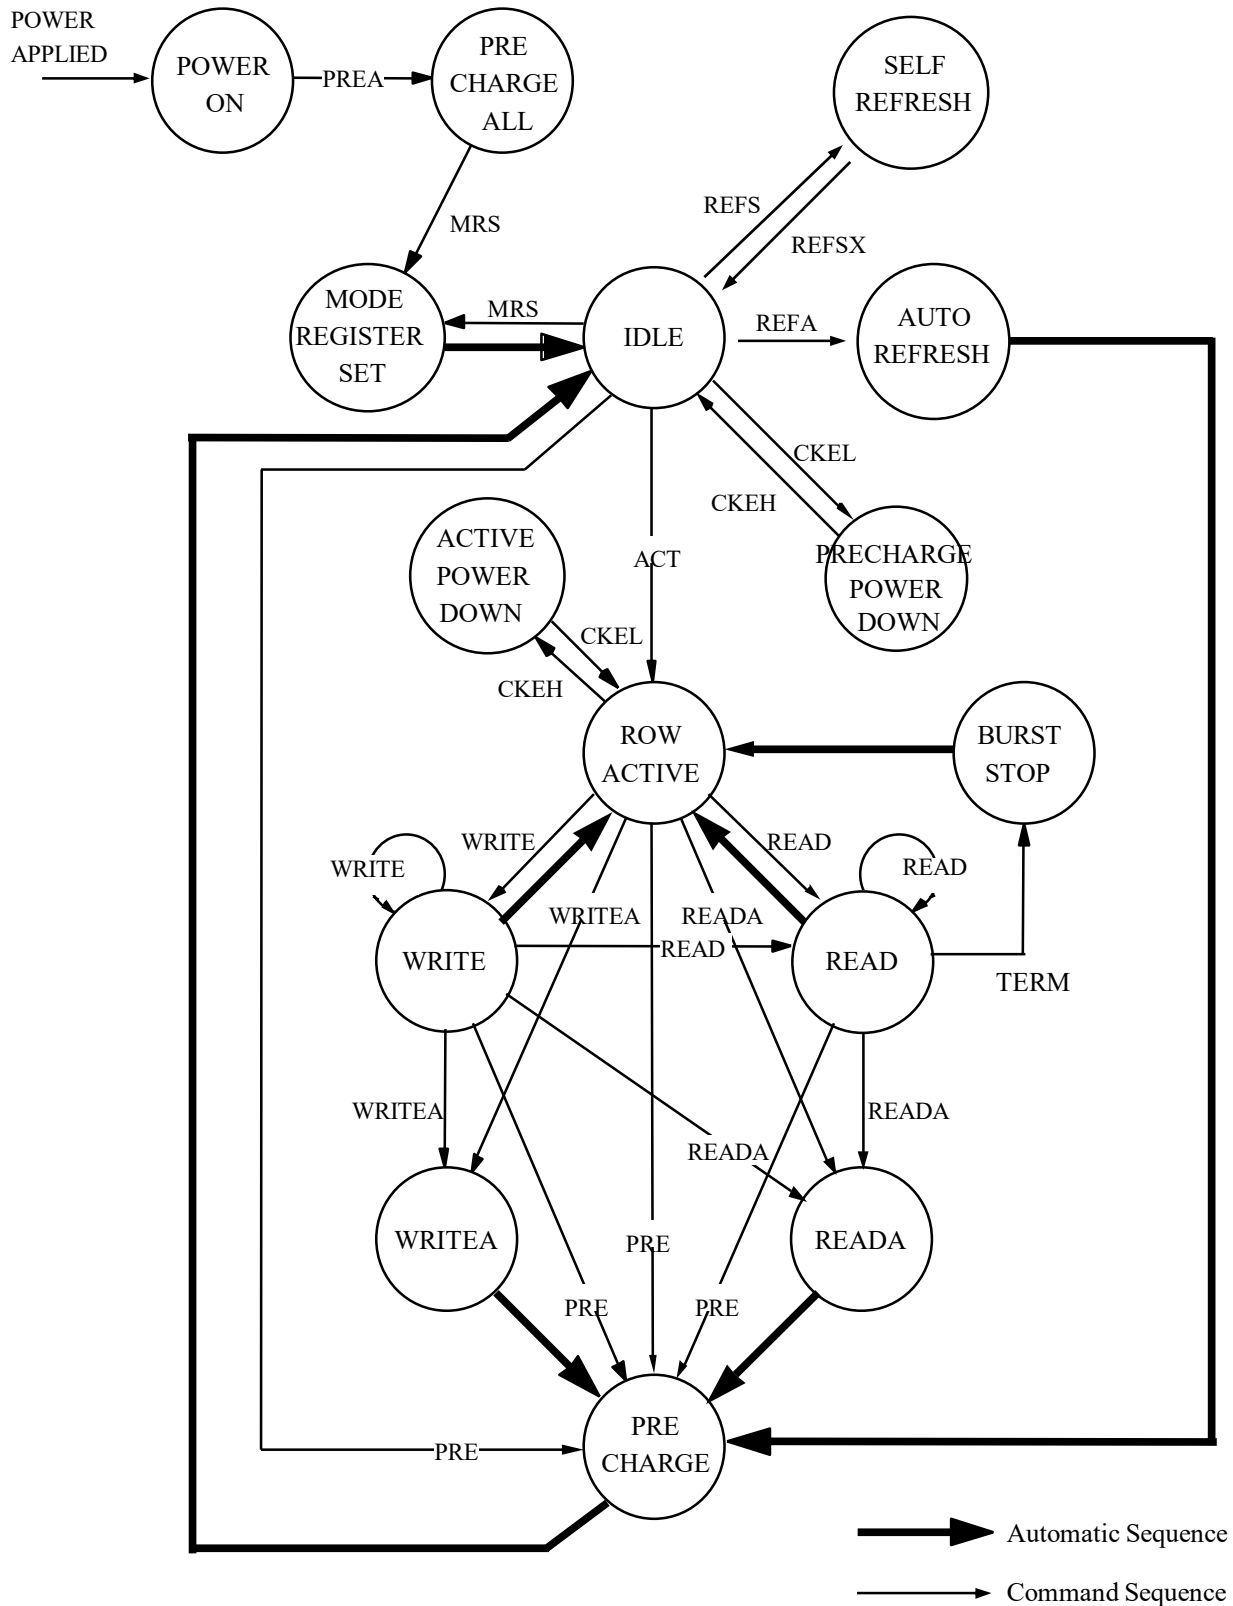 POWER
APPLIED
POWER
ON
PREA
PRE
CHARGE
ALL
SELF
REFRESH
MRS
REFS
REFSX
MODE
REGISTER
SET
MRS
IDLE
REFA
AUTO
REFRESH
CKEL
CKEH
ACTIVE
POWER
DOWN
ACT
PRECHARGE
POWER
DOWN
CKEL
CKEH
ROW
ACTIVE
BURST
STOP
WRITE
READ
WRITE
READ
WRITEA
READA
WRITE
READ
READ
TERM
WRITEA
READA
READA
WRITEA
PRE
READA
PRE
PRE
PRE
CHARGE
PRE
Automatic Sequence
Command Sequence